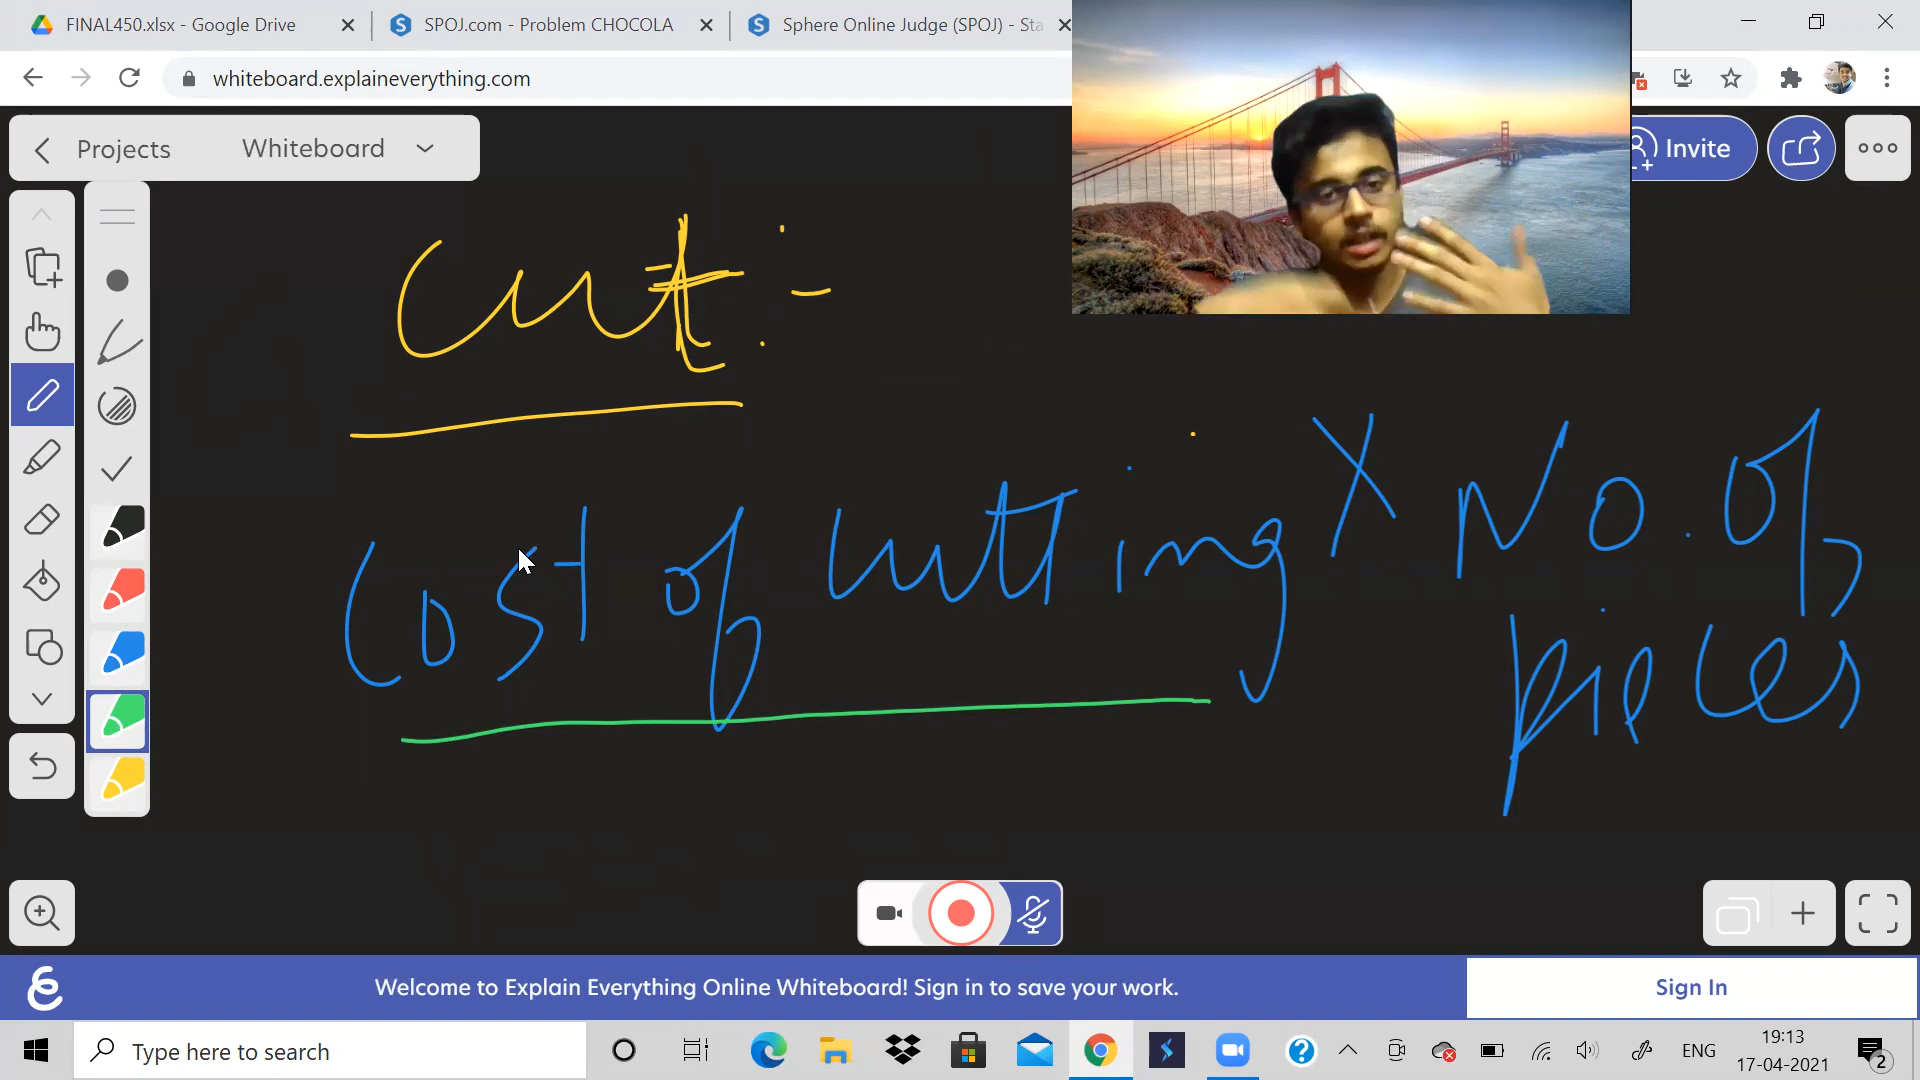 FINAL450.xlsx - Google Drive
SPOJ.com - Problem CHOCOLA
Sphere Online Judge (SPOJ) - Sta
whiteboard.explaineverything.com
Projects
Whiteboard
Invite
Cut :-
Cost of cutting X No. Of
pieces
Welcome to Explain Everything Online Whiteboard! Sign in to save your work.
Sign In
Type here to search
ENG
19:13
17-04-2021
2